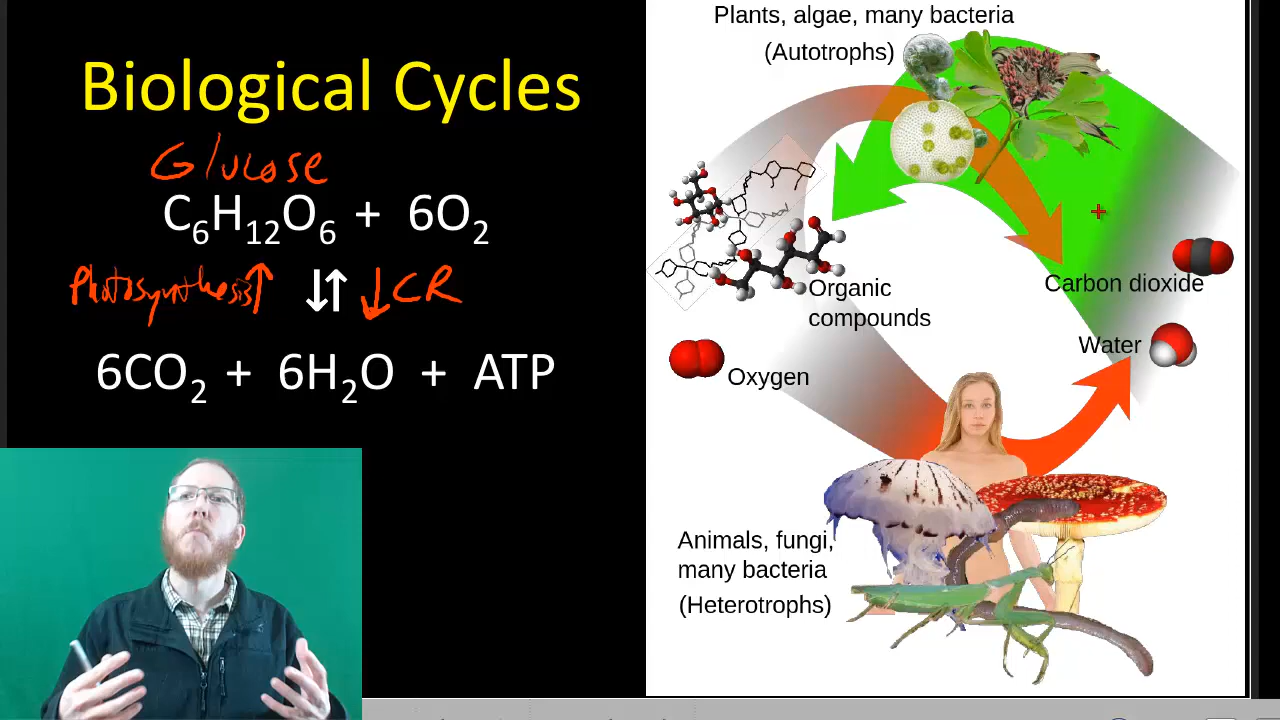 Biological Cycles
Glucose
C₆H₁₂O₆ + 6O₂
Photosynthesis↑ ↓↑ ↓CR
6CO₂ + 6H₂O + ATP
Plants, algae, many bacteria
(Autotrophs)
Carbon dioxide
Organic
compounds
Water
Oxygen
Animals, fungi,
many bacteria
(Heterotrophs)